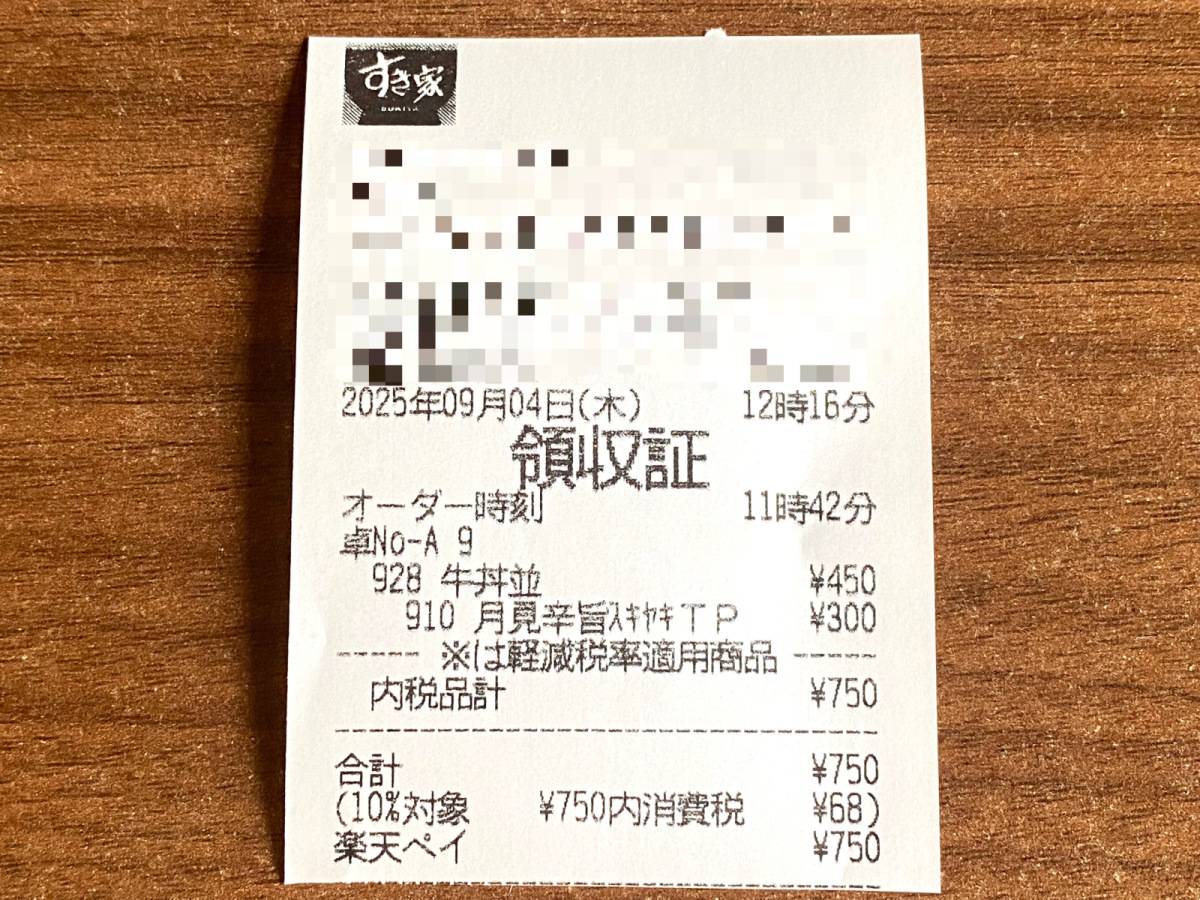 すき家
SUKIYA
2025年09月04日(木) 12時16分
領収証
オーダー時刻 11時42分
卓No-A 9
928 牛丼並 ¥450
910 月見辛旨スキヤキTP ¥300
----- ※は軽減税率適用商品 -----
内税品計 ¥750
合計 ¥750
(10%対象 ¥750内消費税 ¥68)
楽天ペイ ¥750